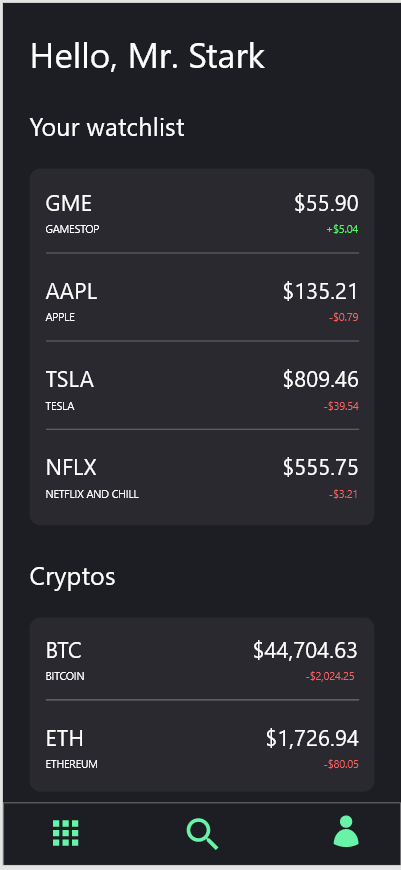 Hello, Mr. Stark
Your watchlist
GME $55.90
GAMESTOP +$5.04
AAPL $135.21
APPLE -$0.79
TSLA $809.46
TESLA -$39.54
NFLX $555.75
NETFLIX AND CHILL -$3.21
Cryptos
BTC $44,704.63
BITCOIN -$2,024.25
ETH $1,726.94
ETHEREUM -$80.05